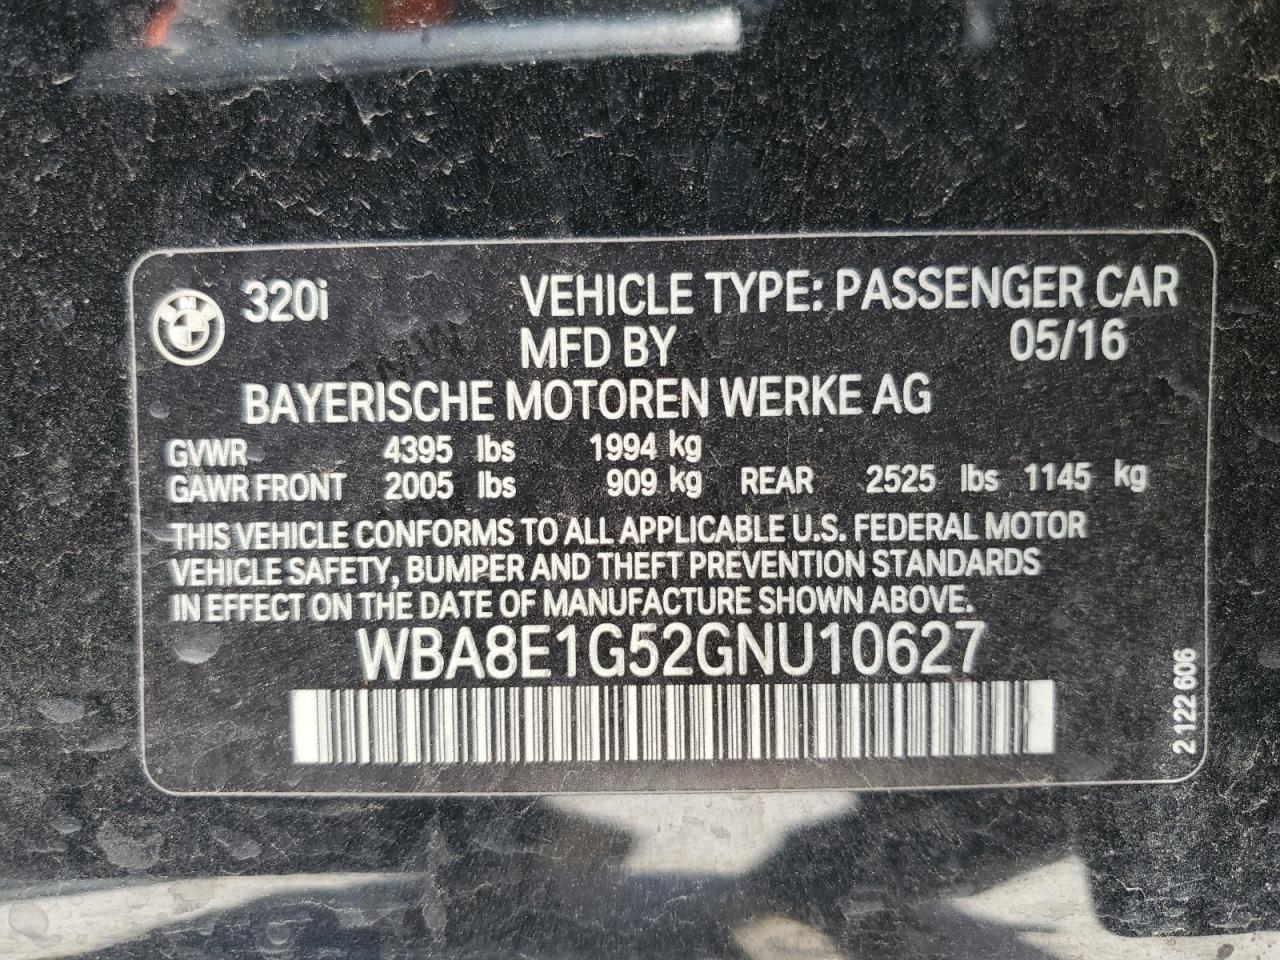 320i VEHICLE TYPE: PASSENGER CAR
MFD BY 05/16
BAYERISCHE MOTOREN WERKE AG
GVWR 4395 lbs 1994 kg
GAWR FRONT 2005 lbs 909 kg REAR 2525 lbs 1145 kg
THIS VEHICLE CONFORMS TO ALL APPLICABLE U.S. FEDERAL MOTOR
VEHICLE SAFETY, BUMPER AND THEFT PREVENTION STANDARDS
IN EFFECT ON THE DATE OF MANUFACTURE SHOWN ABOVE.
WBA8E1G52GNU10627
2 122 606